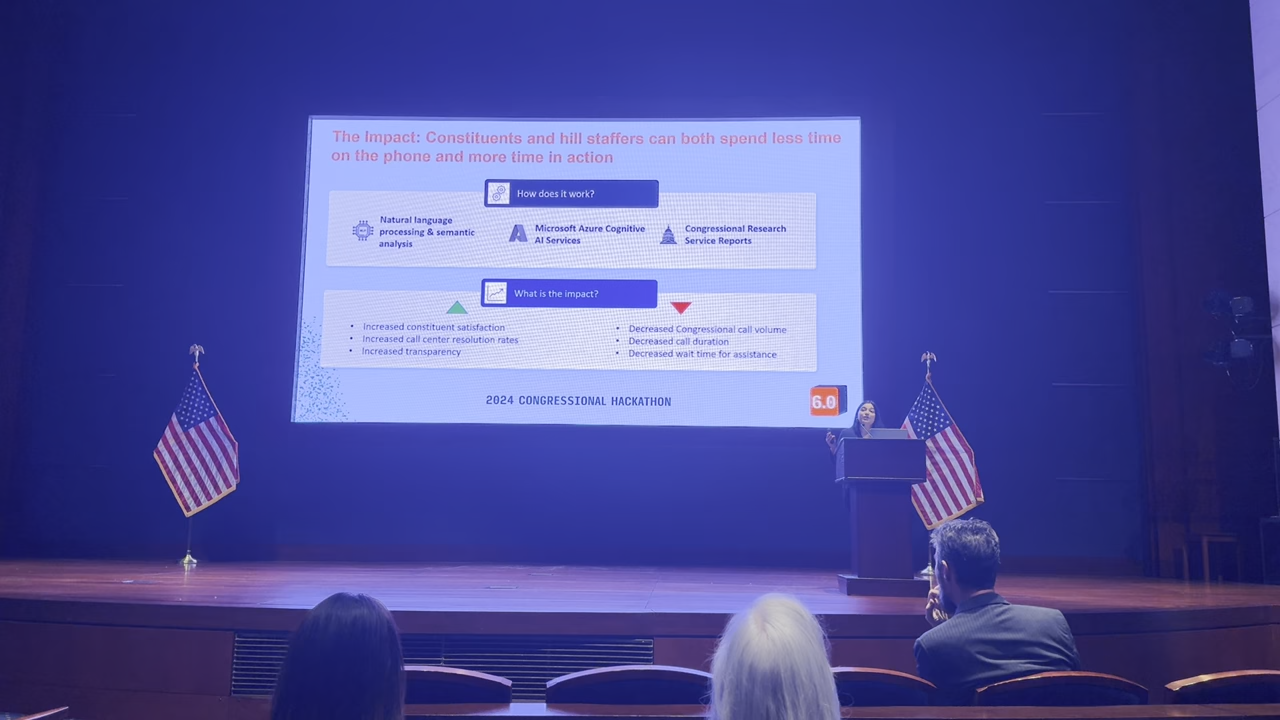 The Impact: Constituents and hill staffers can both spend less time
on the phone and more time in action
How does it work?
Natural language
processing & semantic
analysis
Microsoft Azure Cognitive
AI Services
Congressional Research
Service Reports
What is the impact?
• Increased constituent satisfaction
• Increased call center resolution rates
• Increased transparency
• Decreased Congressional call volume
• Decreased call duration
• Decreased wait time for assistance
2024 CONGRESSIONAL HACKATHON
6.0